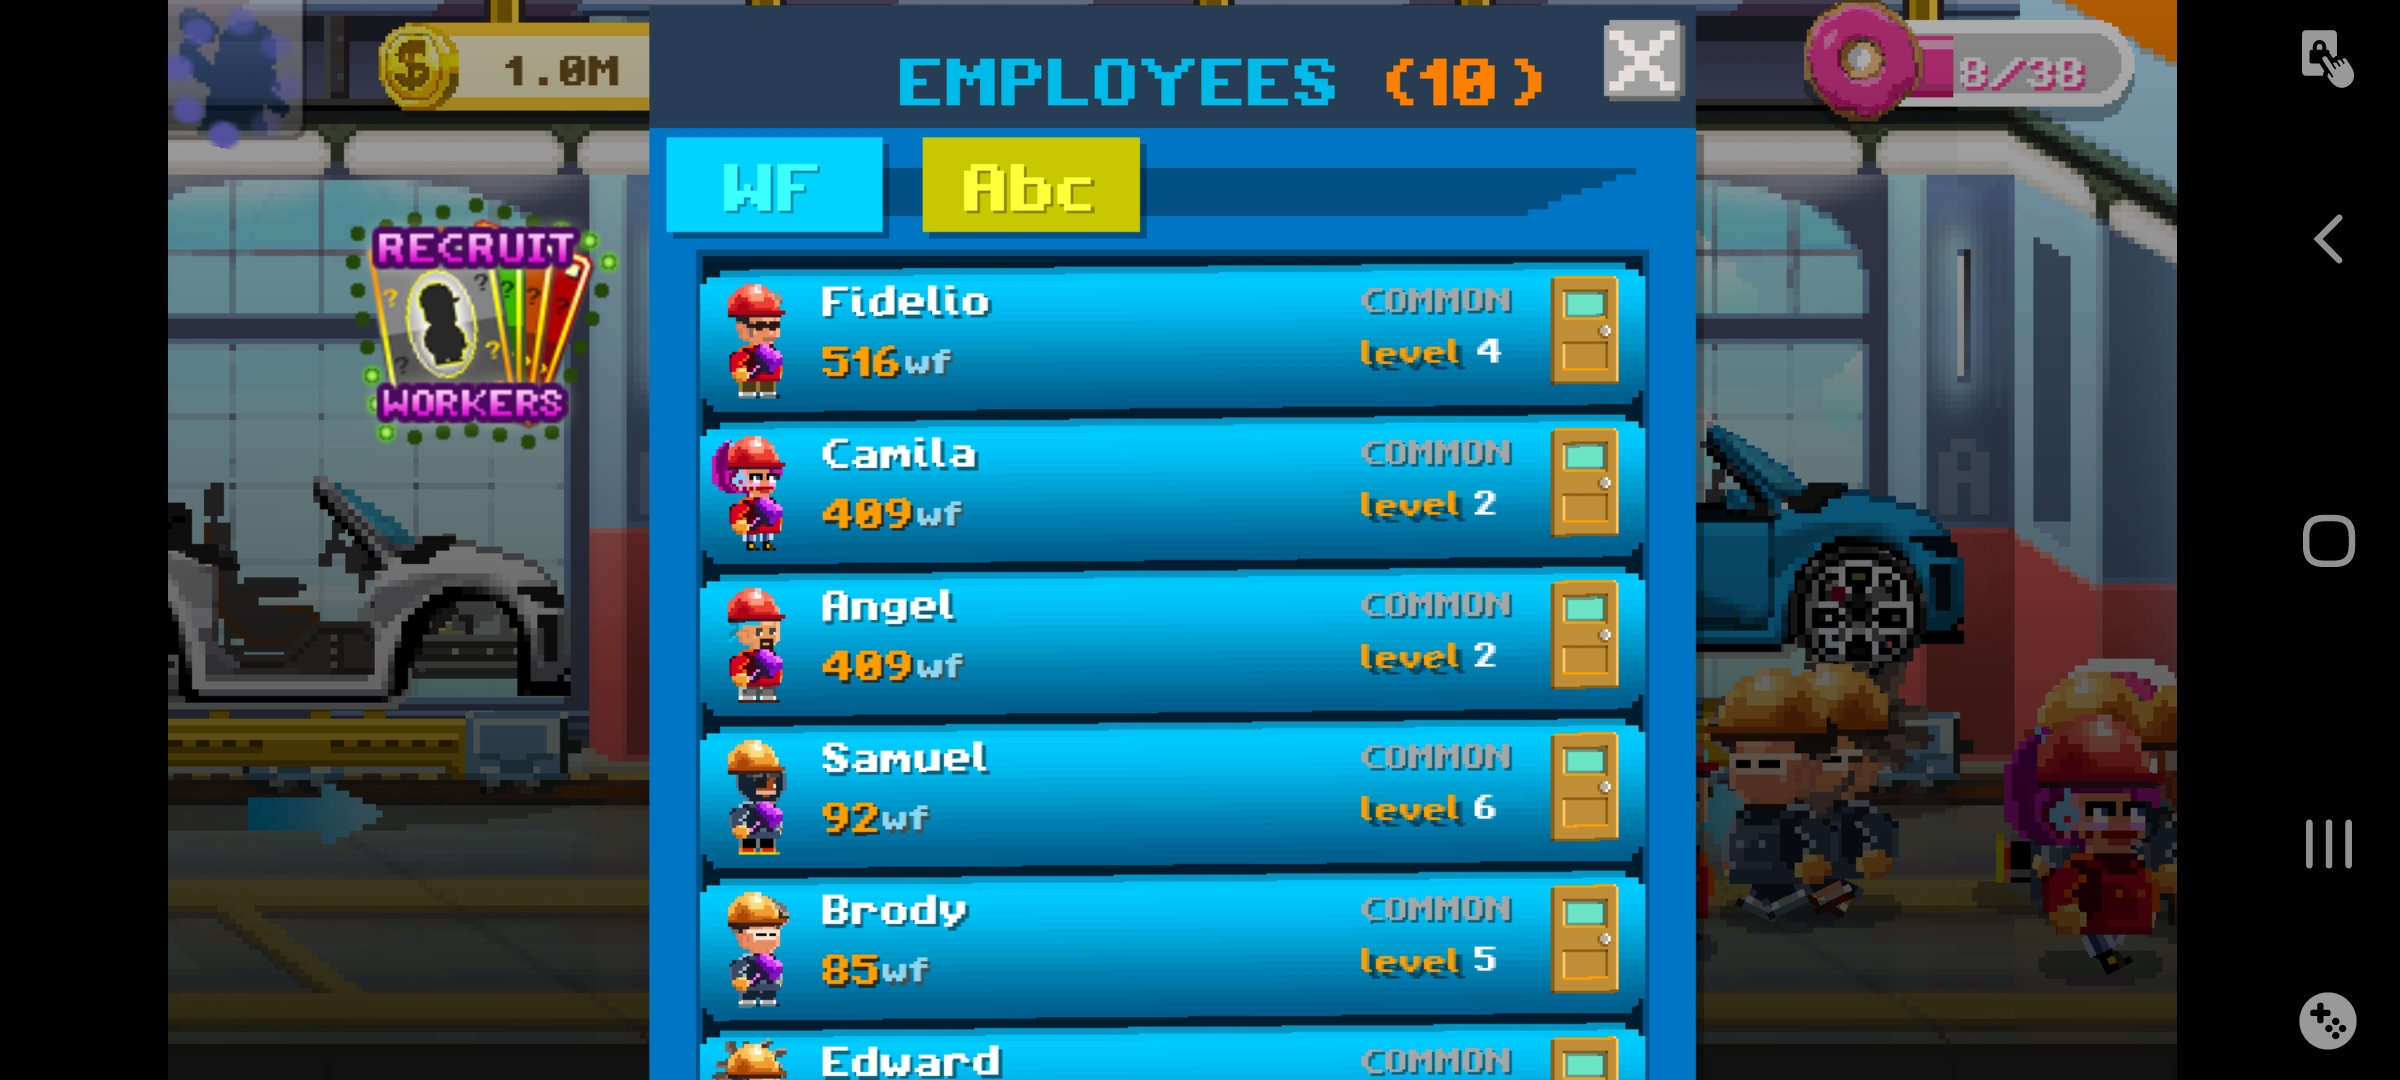 1.0M
EMPLOYEES (10)
8/38
WF
Abc
RECRUIT
WORKERS
Fidelio
COMMON
516wf
level 4
Camila
COMMON
409wf
level 2
Angel
COMMON
409wf
level 2
Samuel
COMMON
92wf
level 6
Brody
COMMON
85wf
level 5
Edward
COMMON
A